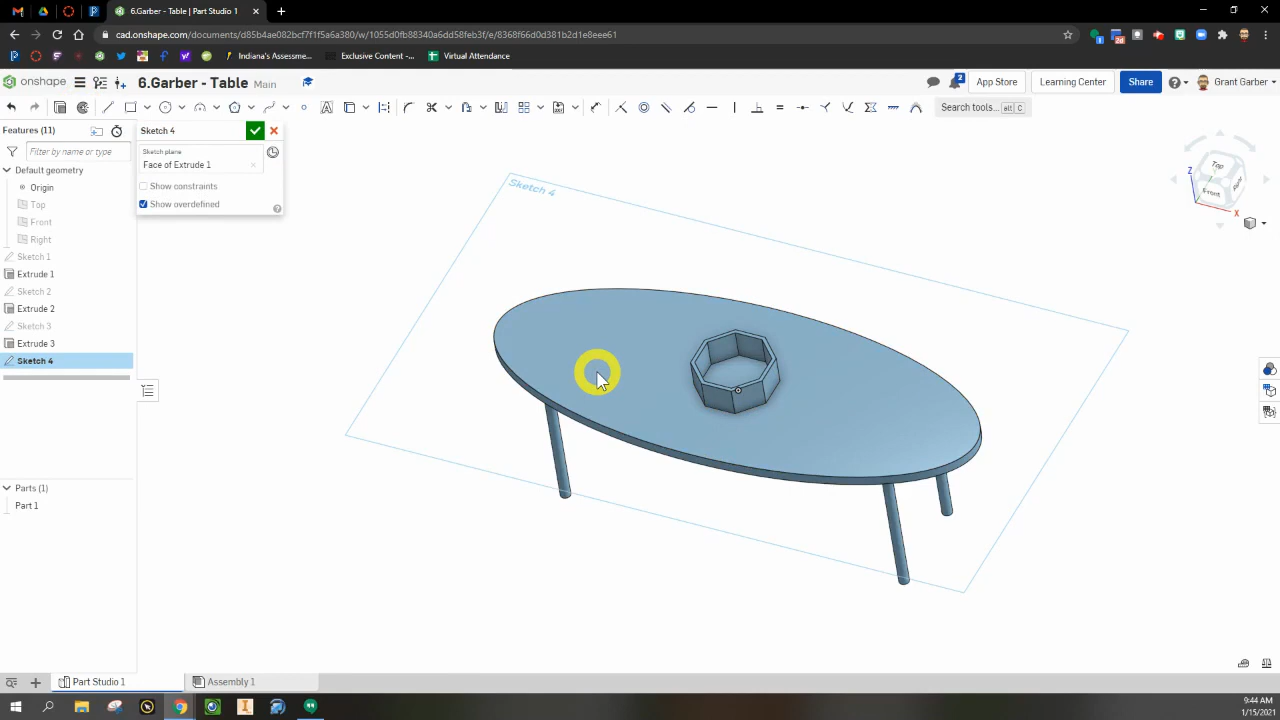 6.Garber - Table | Part Studio 1
cad.onshape.com/documents/d85b4ae082bcf7f1f5a6a380/w/1055d0fb88340a6dd58feb3f/e/8368f66d0d381b2d1e8eee61
Indiana's Assessme...
Exclusive Content -...
Virtual Attendance
onshape
6.Garber - Table
Main
2
App Store
Learning Center
Share
Grant Garber
Search tools...
alt C
Features (11)
Filter by name or type
Default geometry
Origin
Top
Front
Right
Sketch 1
Extrude 1
Sketch 2
Extrude 2
Sketch 3
Extrude 3
Sketch 4
Parts (1)
Part 1
Sketch 4
Sketch plane
Face of Extrude 1
Show constraints
Show overdefined
Sketch 4
Top
Front
Right
Z
X
Part Studio 1
Assembly 1
9:44 AM
1/15/2021